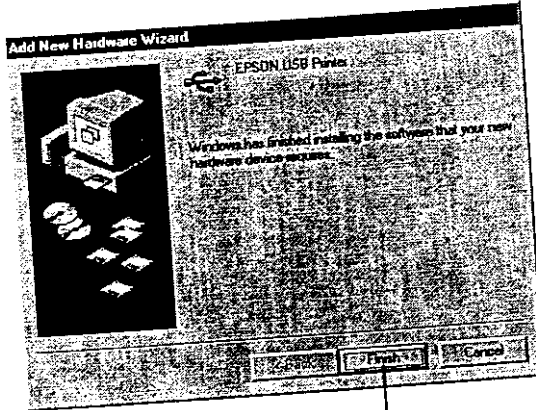 Add New Hardware Wizard
EPSON USB Printer
Windows has finished installing the software that your new
hardware device requires.
< Back
Finish
Cancel